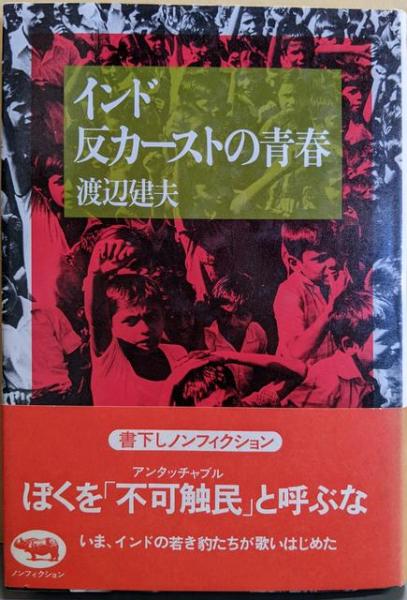 インド
反カーストの青春
渡辺建夫
書下しノンフィクション
アンタッチャブル
ぼくを「不可触民」と呼ぶな
いま、インドの若き豹たちが歌いはじめた
ノンフィクション